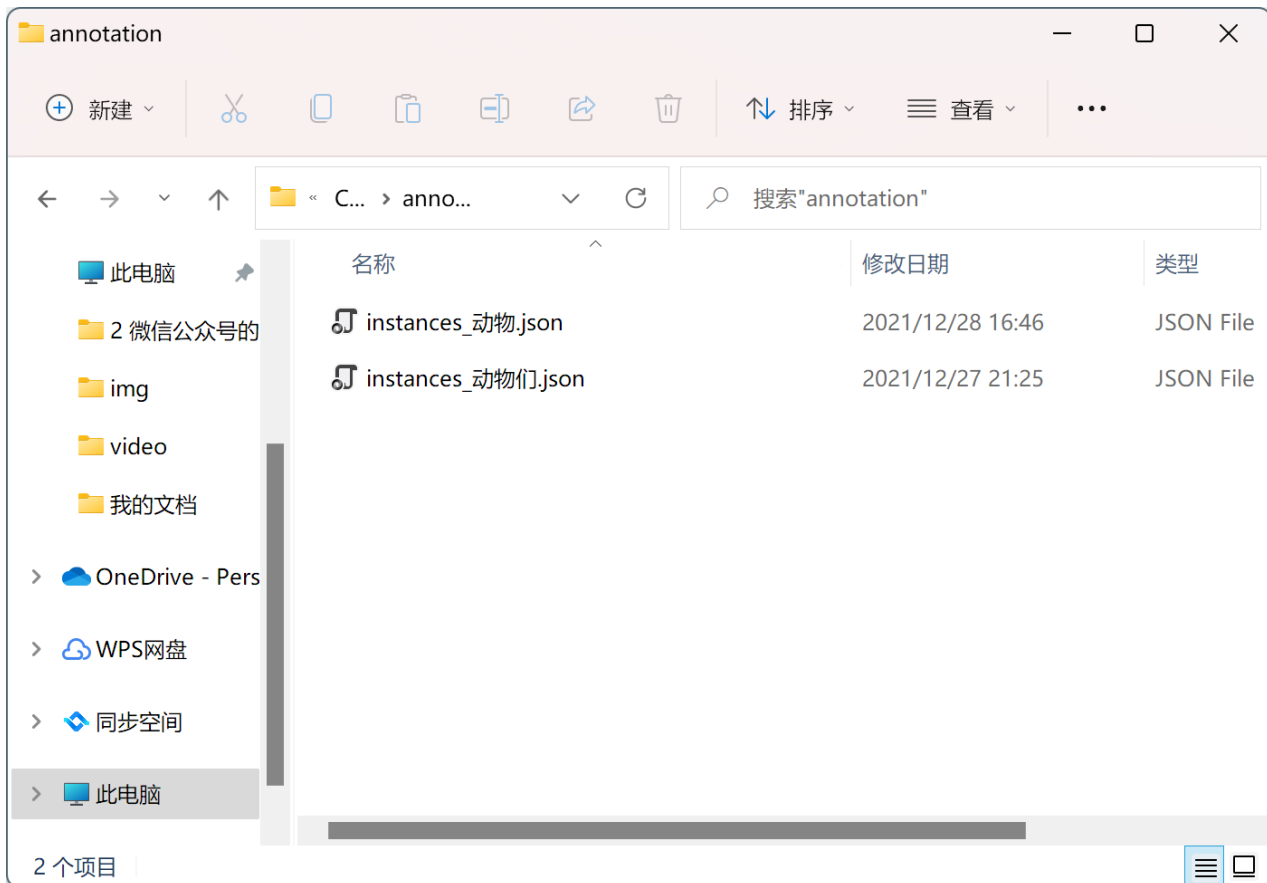 annotation
新建 排序 查看
« C... › anno...
搜索"annotation"
名称 修改日期 类型
此电脑
2 微信公众号的
img
video
我的文档
OneDrive - Pers
WPS网盘
同步空间
此电脑
instances_动物.json 2021/12/28 16:46 JSON File
instances_动物们.json 2021/12/27 21:25 JSON File
2 个项目